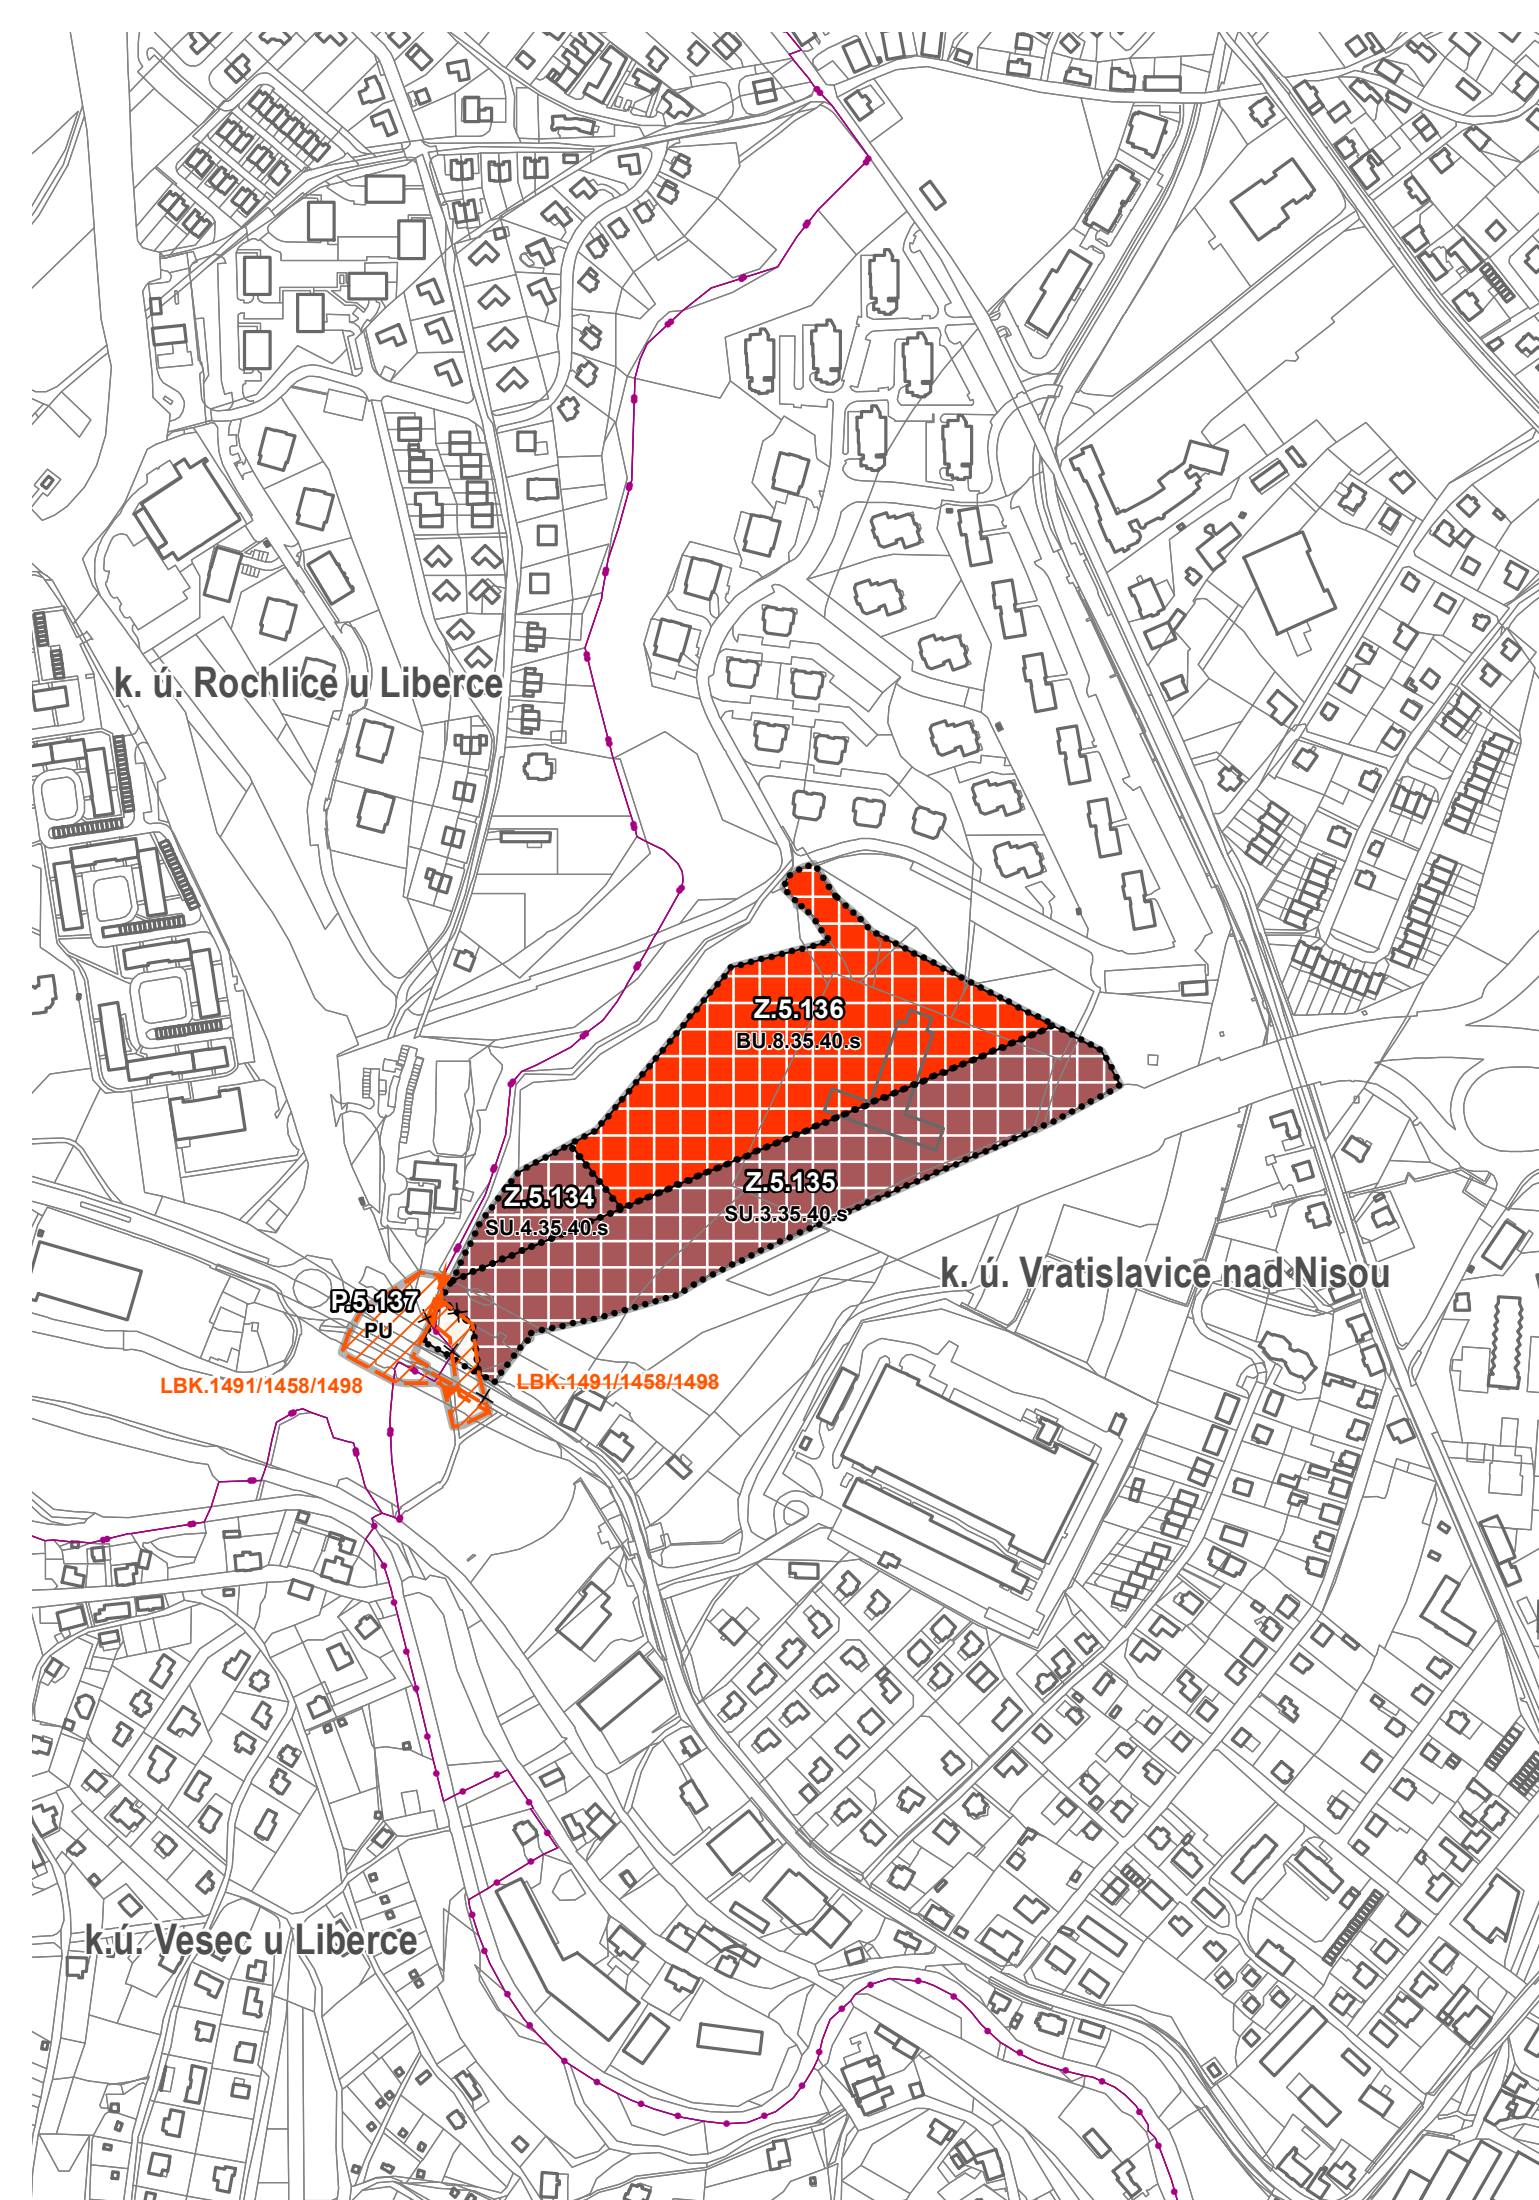 k. ú. Rochlice u Liberce
Z.5.136
BU.8.35.40.s
Z.5.135
SU.3.35.40.s
Z.5.134
SU.4.35.40.s
k. ú. Vratislavice nad Nisou
P.5.137
PU
LBK.1491/1458/1498
LBK.1491/1458/1498
k.ú. Vesec u Liberce